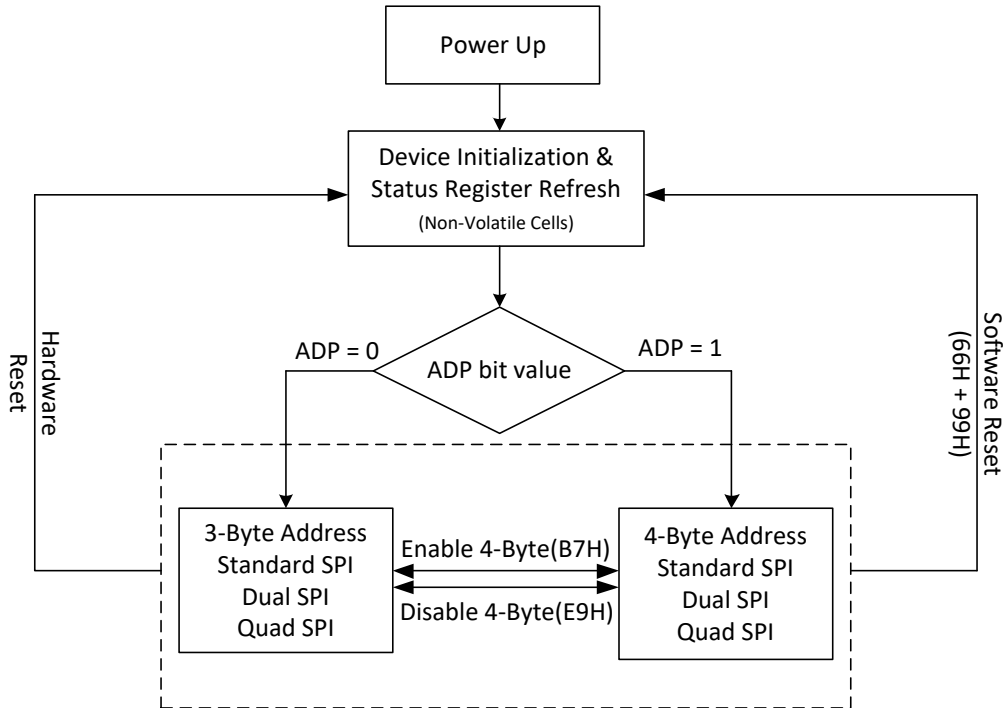 Power Up
Device Initialization &
Status Register Refresh
(Non-Volatile Cells)
ADP = 0
ADP bit value
ADP = 1
Hardware
Reset
Software Reset
(66H + 99H)
3-Byte Address
Standard SPI
Dual SPI
Quad SPI
Enable 4-Byte(B7H)
Disable 4-Byte(E9H)
4-Byte Address
Standard SPI
Dual SPI
Quad SPI